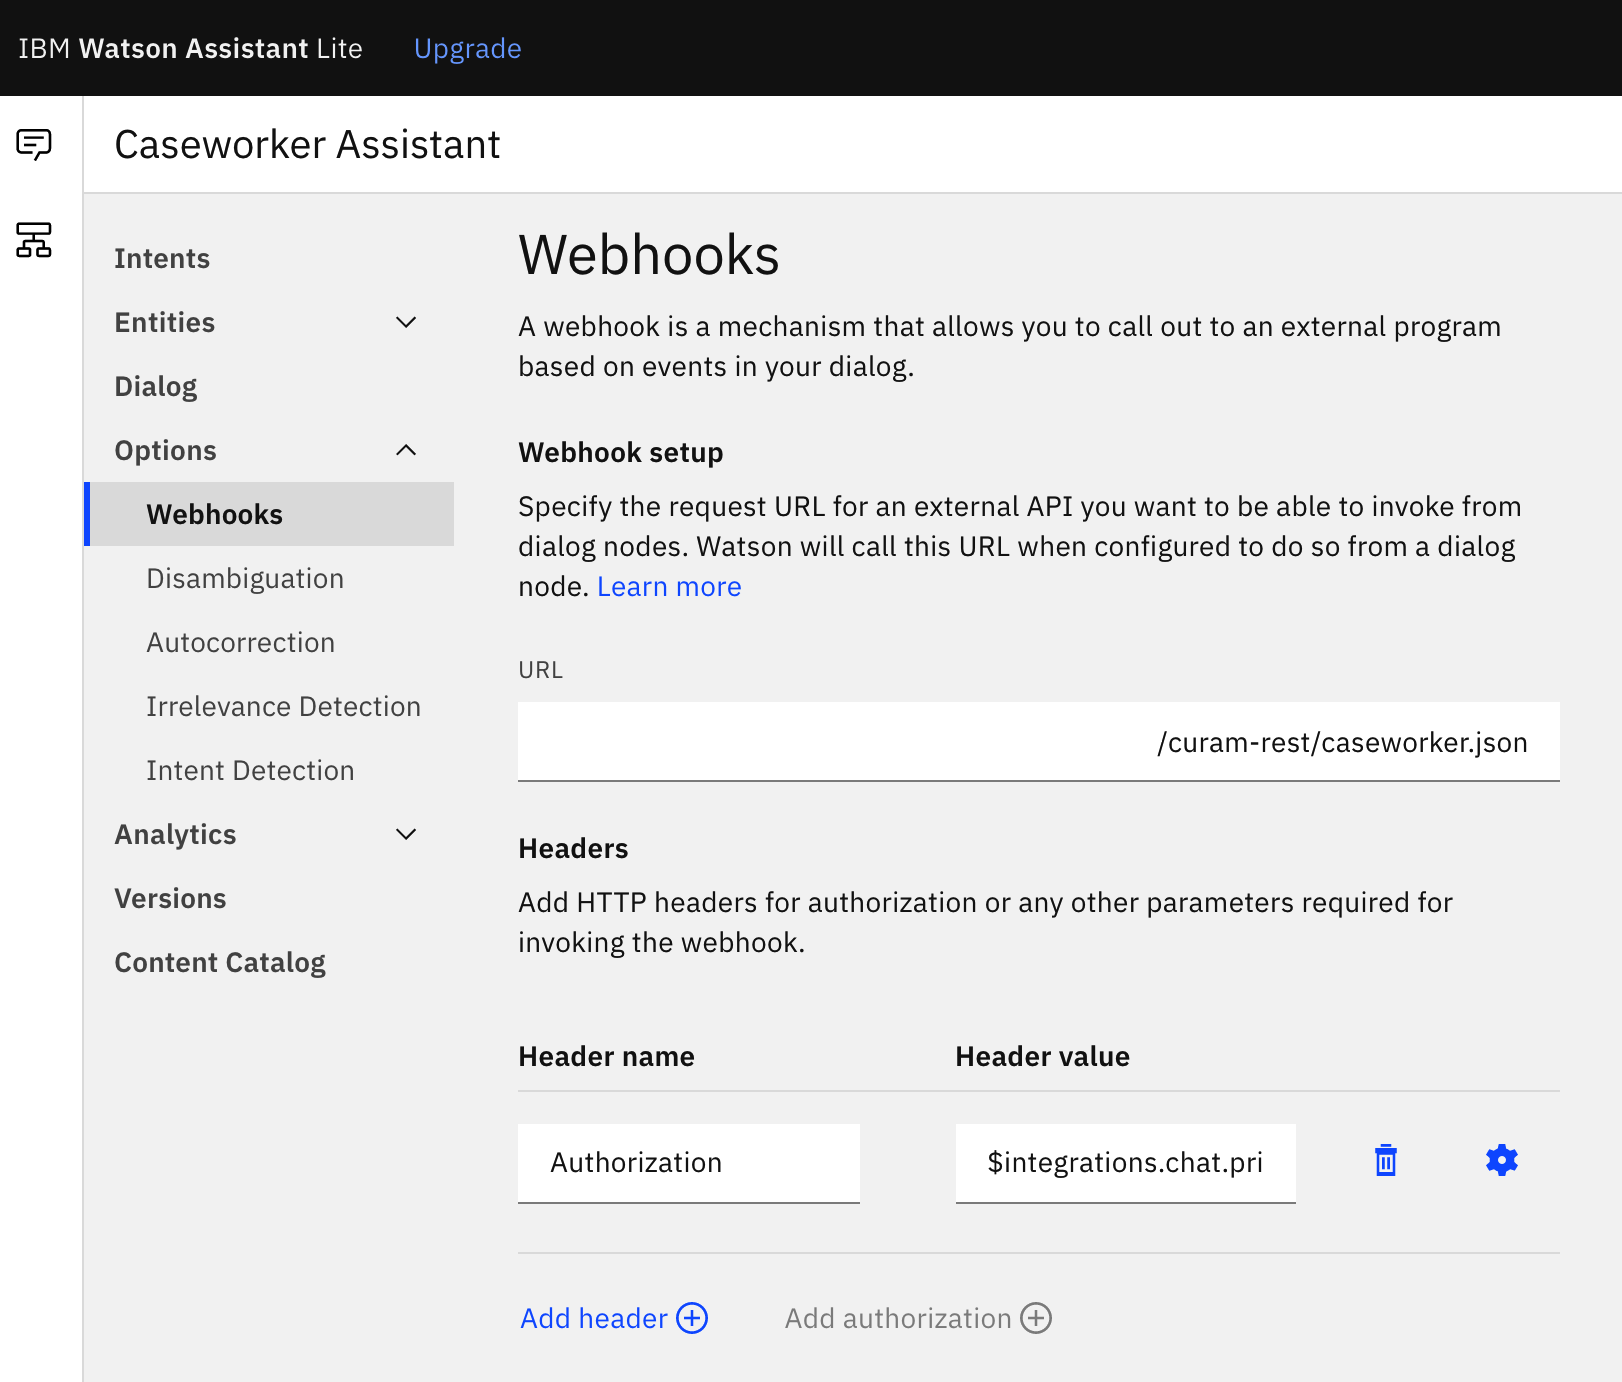 IBM Watson Assistant Lite Upgrade
Caseworker Assistant
Intents
Entities
Dialog
Options
Webhooks
Disambiguation
Autocorrection
Irrelevance Detection
Intent Detection
Analytics
Versions
Content Catalog
Webhooks
A webhook is a mechanism that allows you to call out to an external program
based on events in your dialog.
Webhook setup
Specify the request URL for an external API you want to be able to invoke from
dialog nodes. Watson will call this URL when configured to do so from a dialog
node. Learn more
URL
/curam-rest/caseworker.json
Headers
Add HTTP headers for authorization or any other parameters required for
invoking the webhook.
Header name Header value
Authorization $integrations.chat.pri
Add header Add authorization